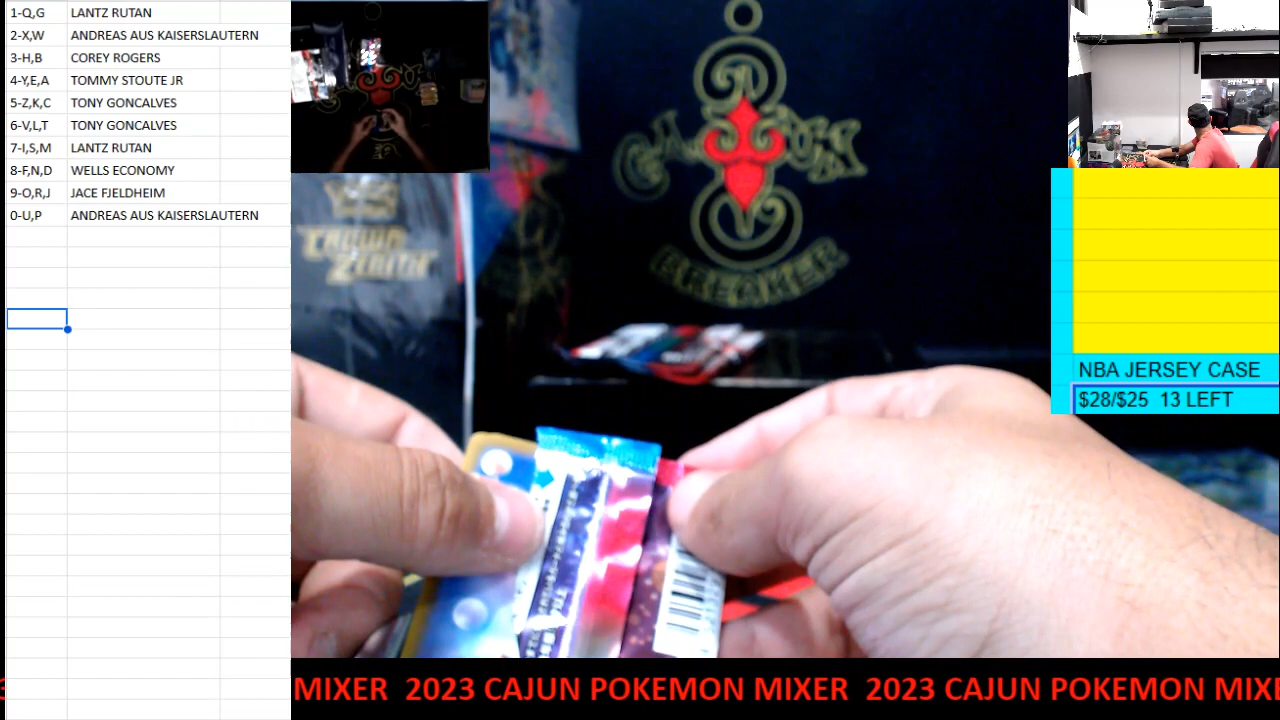 1-Q,G LANTZ RUTAN
2-X,W ANDREAS AUS KAISERSLAUTERN
3-H,B COREY ROGERS
4-Y,E,A TOMMY STOUTE JR
5-Z,K,C TONY GONCALVES
6-V,L,T TONY GONCALVES
7-I,S,M LANTZ RUTAN
8-F,N,D WELLS ECONOMY
9-O,R,J JACE FJELDHEIM
0-U,P ANDREAS AUS KAISERSLAUTERN
CAJUN
BREAKER
CROWN
ZENITH
NBA JERSEY CASE
$28/$25 13 LEFT
MIXER 2023 CAJUN POKEMON MIXER 2023 CAJUN POKEMON MIXE